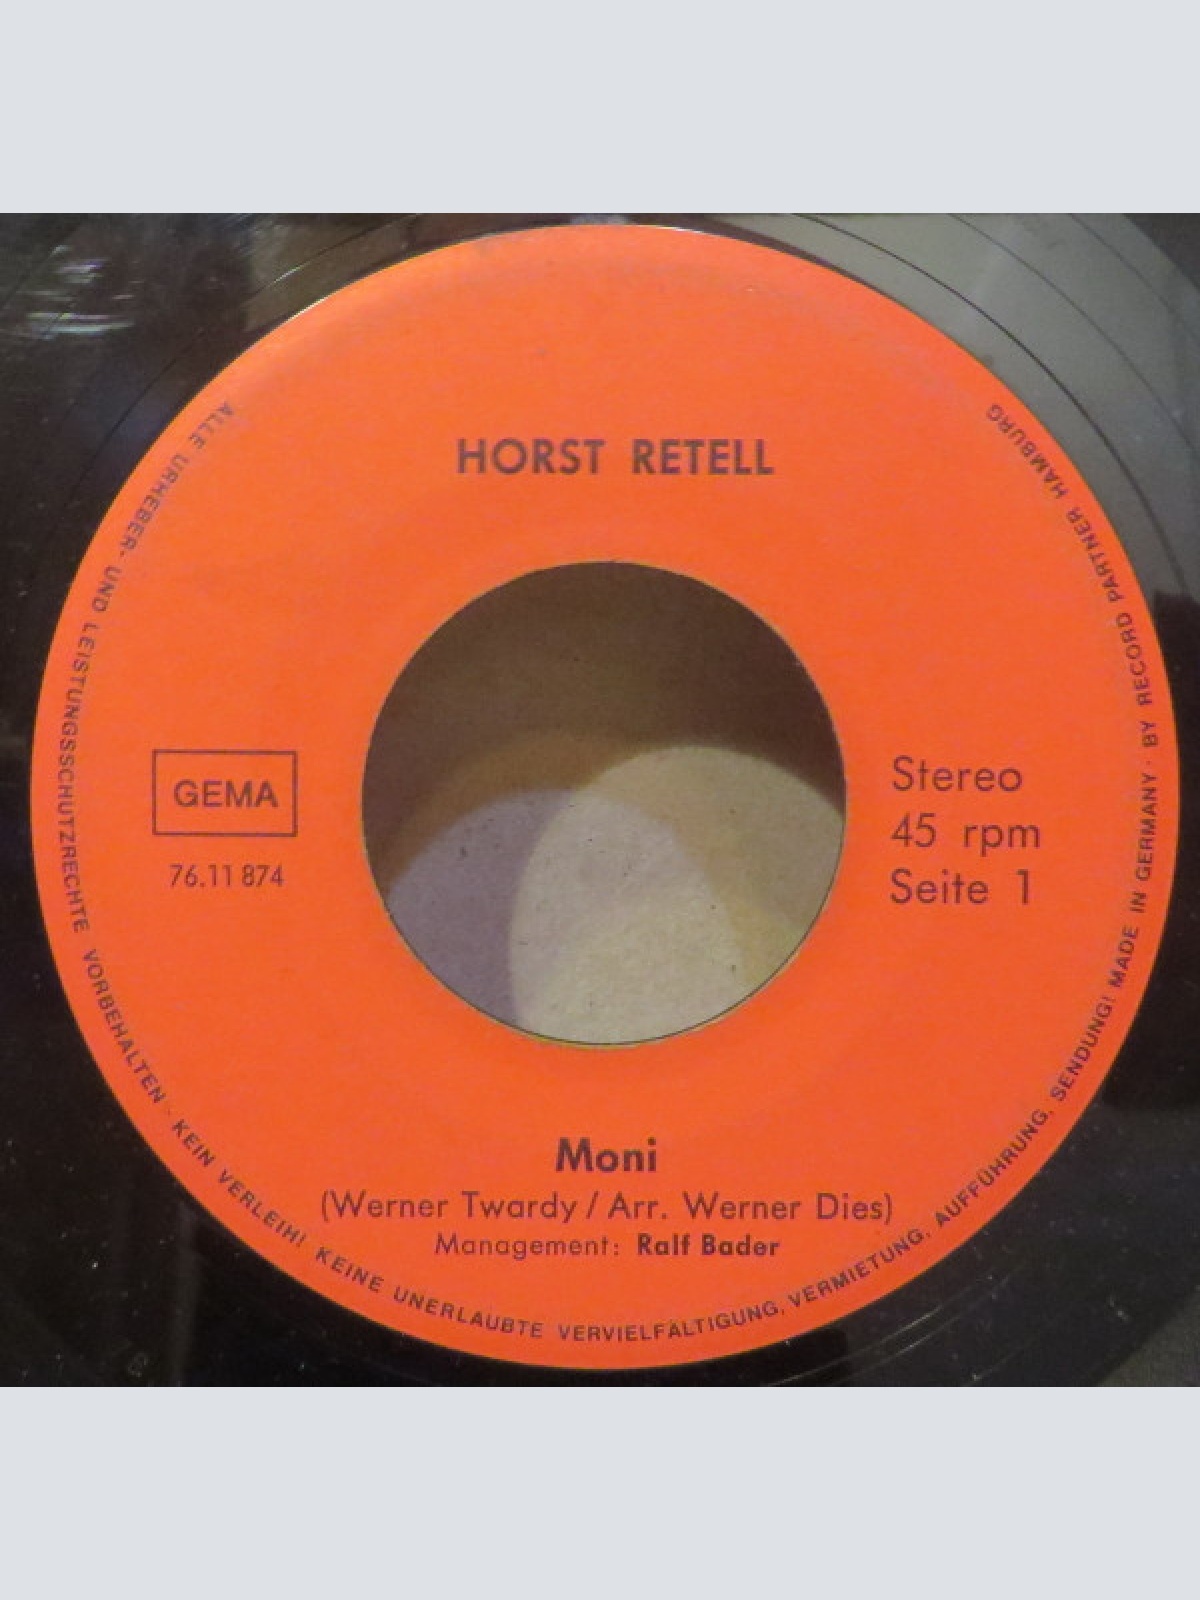 HORST RETELL
GEMA
76.11 874
Stereo
45 rpm
Seite 1
Moni
(Werner Twardy / Arr. Werner Dies)
Management: Ralf Bader
ALLE URHEBER- UND LEISTUNGSSCHUTZRECHTE VORBEHALTEN · KEIN VERLEIH! KEINE UNERLAUBTE VERVIELFÄLTIGUNG, VERMIETUNG, AUFFÜHRUNG, SENDUNG! MADE IN GERMANY · BY RECORD PARTNER HAMBURG